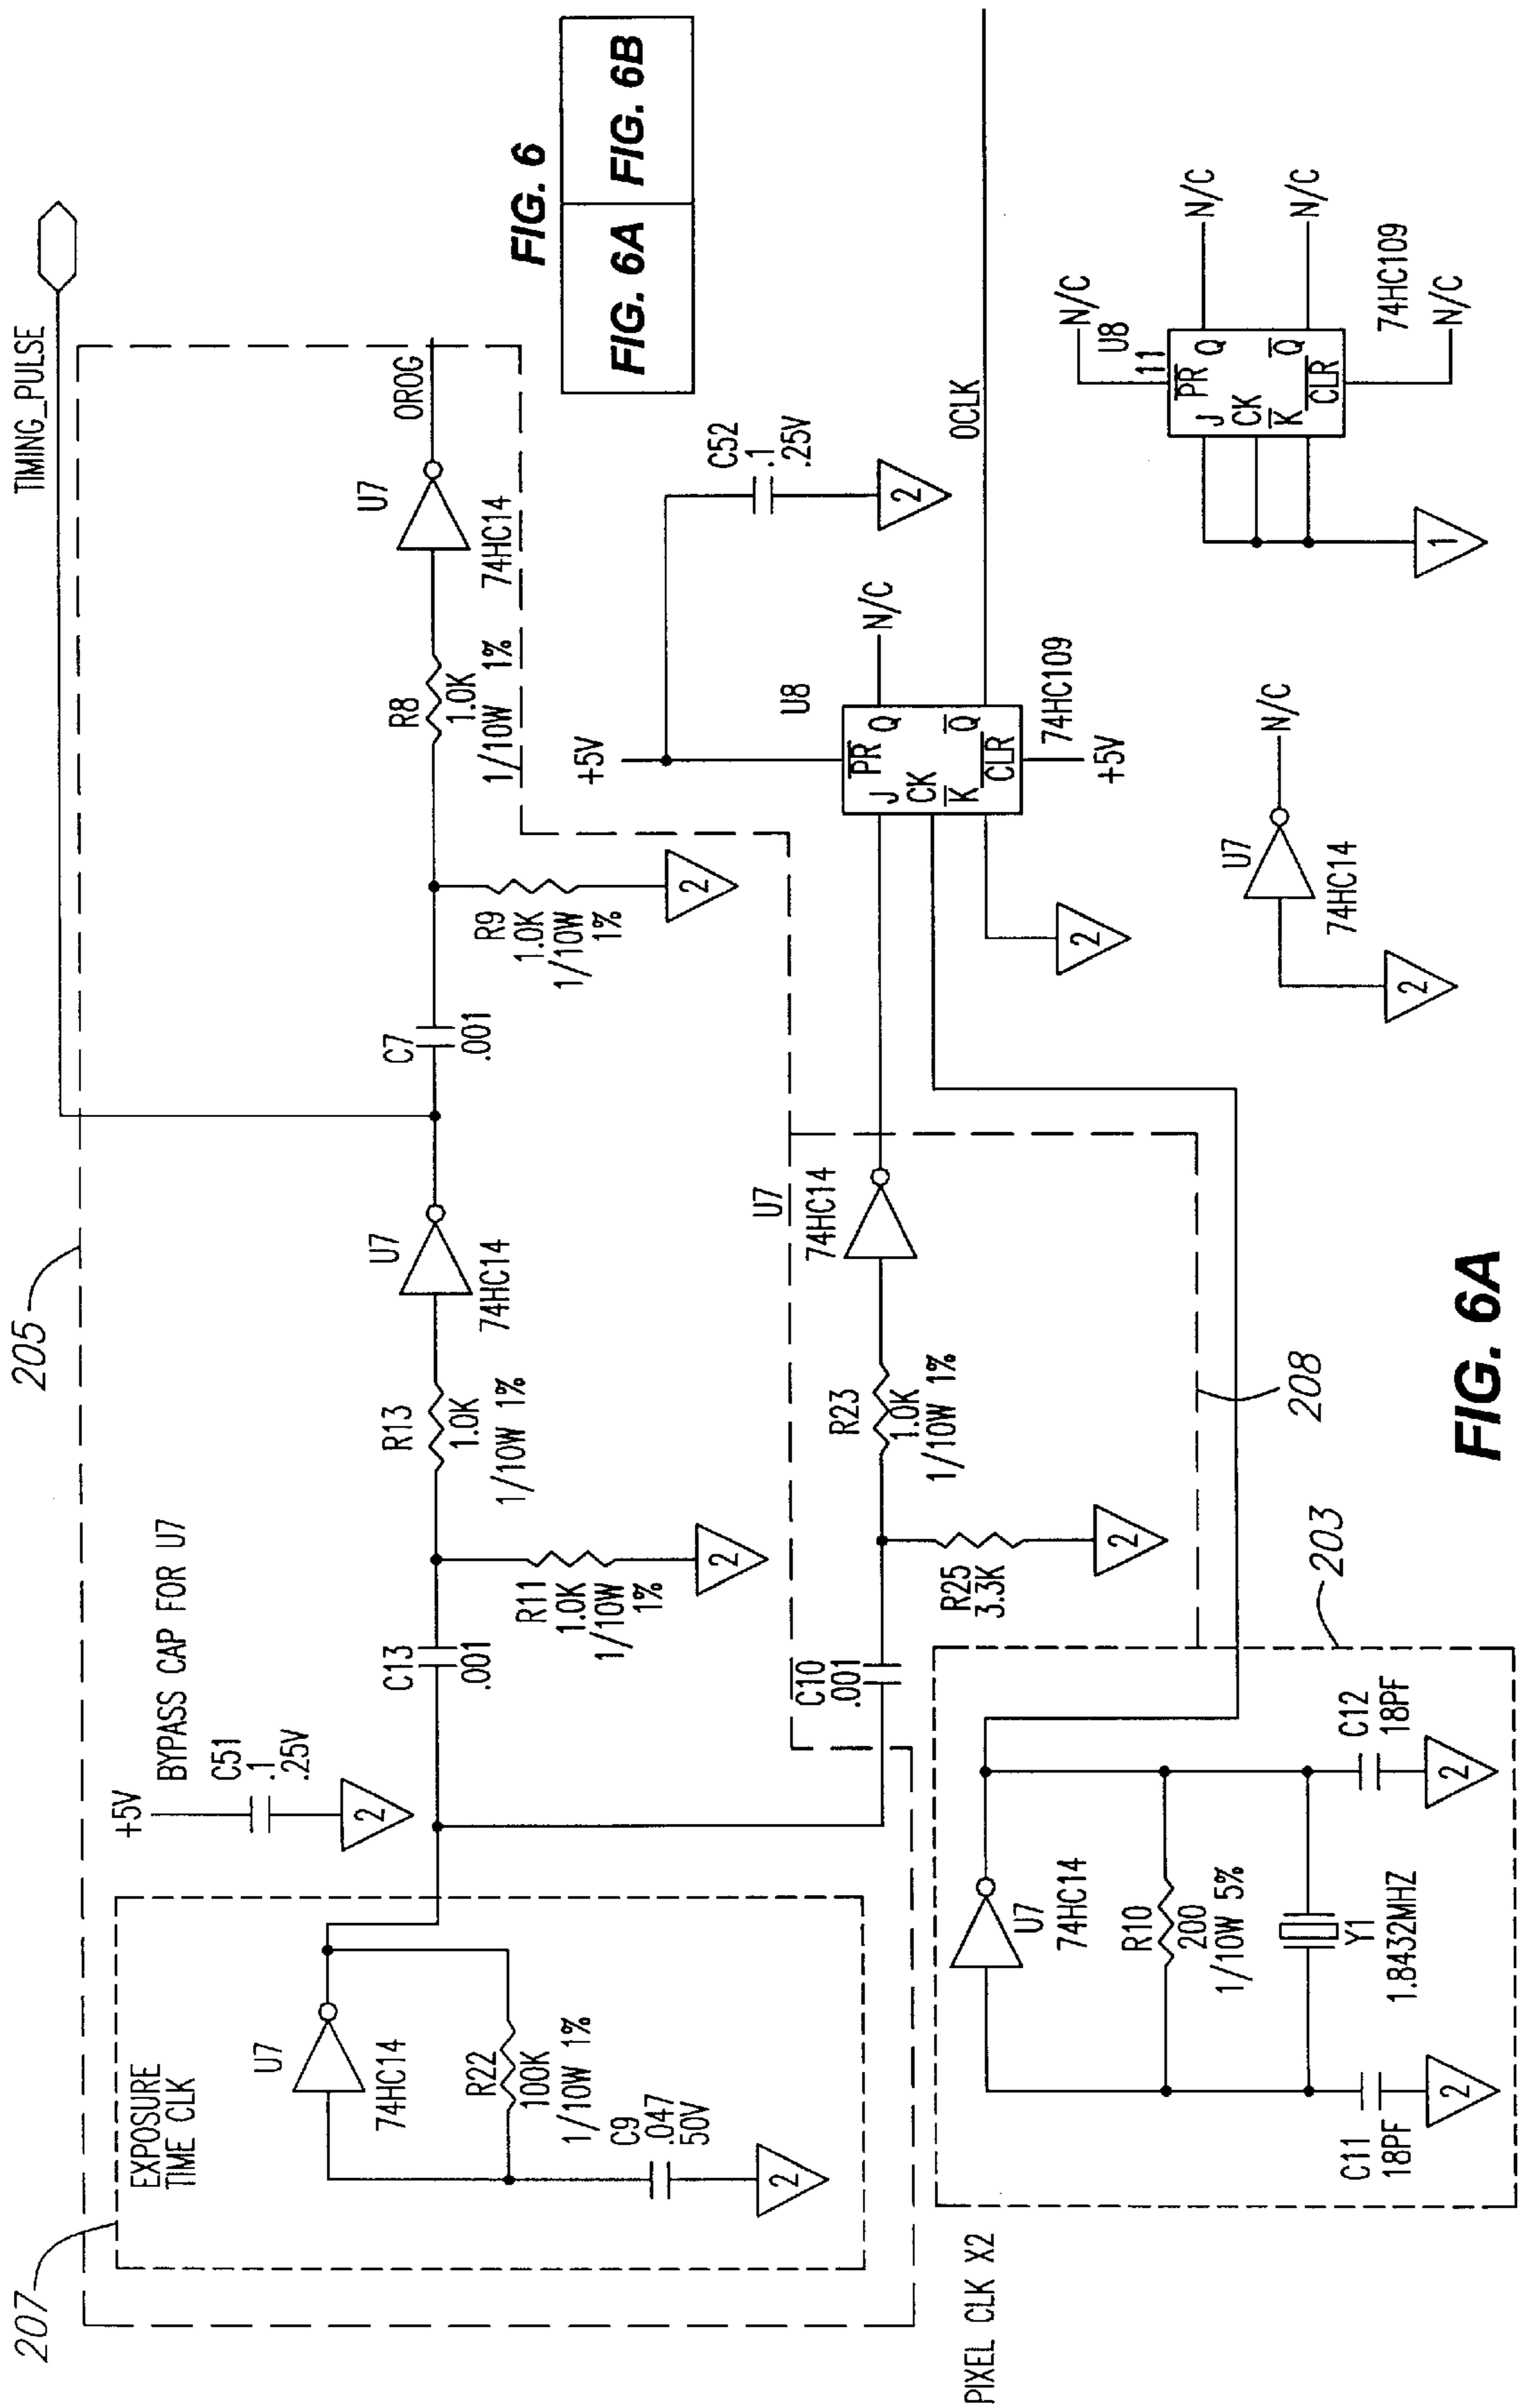 TIMING_PULSE
205
BYPASS CAP FOR U7
+5V
C51
.1
.25V
2
207
EXPOSURE
TIME CLK
U7
74HC14
R22
100K
1/10W 1%
C9
.047
50V
2
C13
.001
R11
1.0K
1/10W
1%
2
R13
1.0K
1/10W 1%
U7
74HC14
C7
.001
R9
1.0K
1/10W
1%
2
R8
1.0K
1/10W 1%
U7
74HC14
OROG
FIG. 6
FIG. 6A
FIG. 6B
C10
.001
R25
3.3K
2
R23
1.0K
1/10W 1%
U7
74HC14
208
+5V
C52
.1
.25V
2
U8
PR
J
CK
K
Q
Q
CLR
N/C
74HC109
+5V
2
OCLK
PIXEL CLK X2
203
U7
74HC14
R10
200
1/10W 5%
Y1
1.8432MHZ
C11
18PF
2
C12
18PF
2
U7
74HC14
N/C
2
N/C
U8
11
PR
J
CK
K
Q
Q
CLR
N/C
N/C
74HC109
N/C
1
FIG. 6A